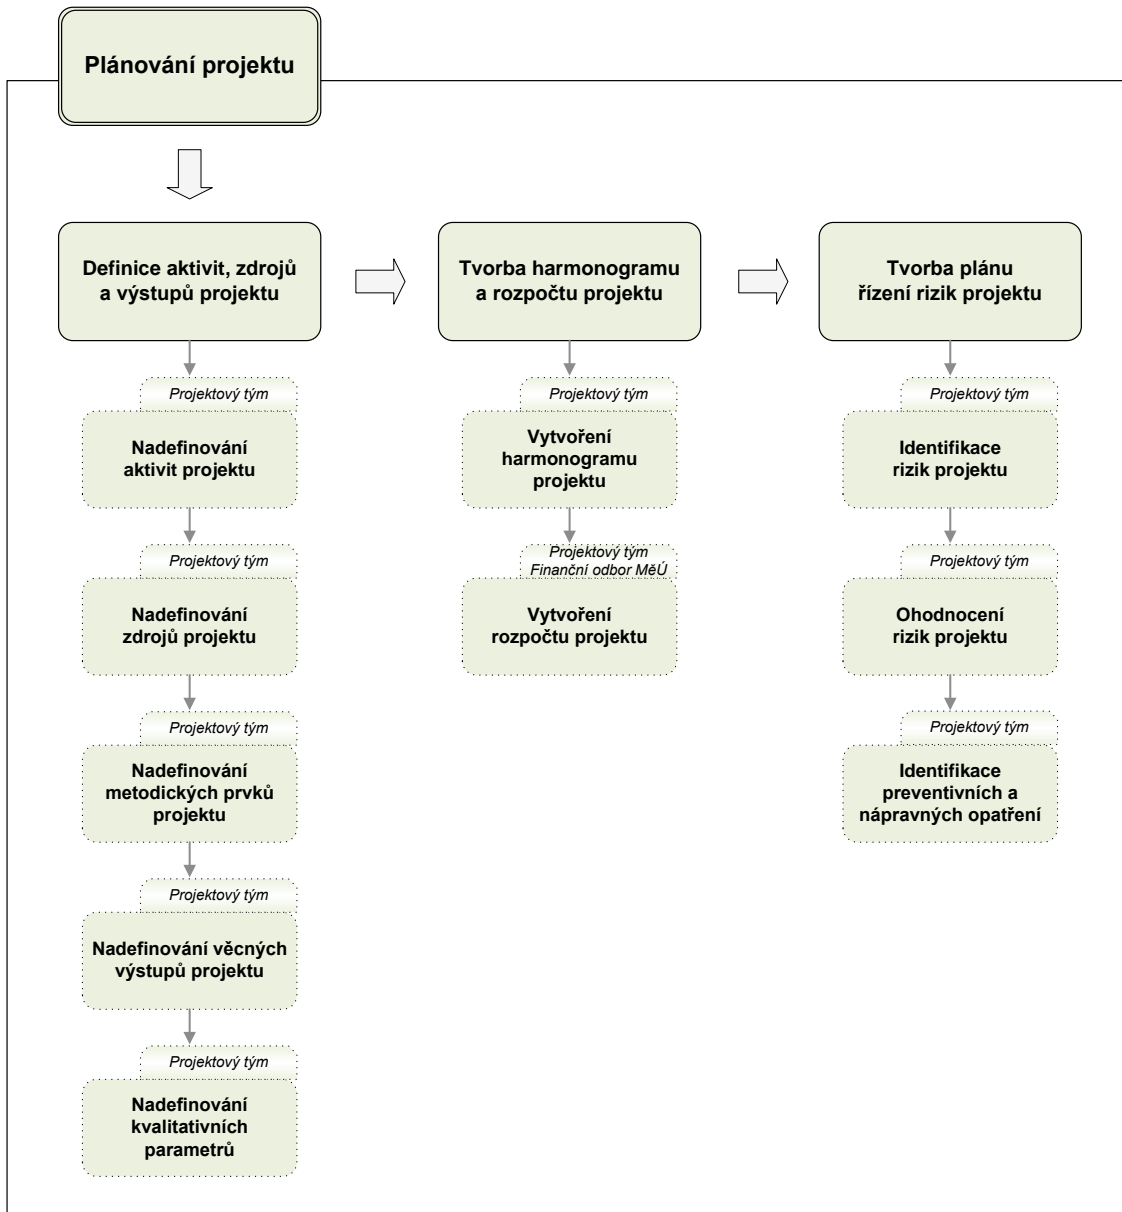 Plánování projektu
Definice aktivit, zdrojů
a výstupů projektu
Projektový tým
Nadefinování
aktivit projektu
Projektový tým
Nadefinování
zdrojů projektu
Projektový tým
Nadefinování
metodických prvků
projektu
Projektový tým
Nadefinování věcných
výstupů projektu
Projektový tým
Nadefinování
kvalitativních
parametrů
Tvorba harmonogramu
a rozpočtu projektu
Projektový tým
Vytvoření
harmonogramu
projektu
Projektový tým
Finanční odbor MěÚ
Vytvoření
rozpočtu projektu
Tvorba plánu
řízení rizik projektu
Projektový tým
Identifikace
rizik projektu
Projektový tým
Ohodnocení
rizik projektu
Projektový tým
Identifikace
preventivních a
nápravných opatření